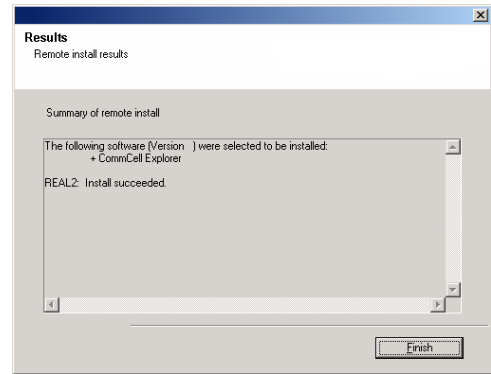 Results
Remote install results
Summary of remote install
The following software (Version   ) were selected to be installed:
+ CommCell Explorer
REAL2:  Install succeeded.
Finish